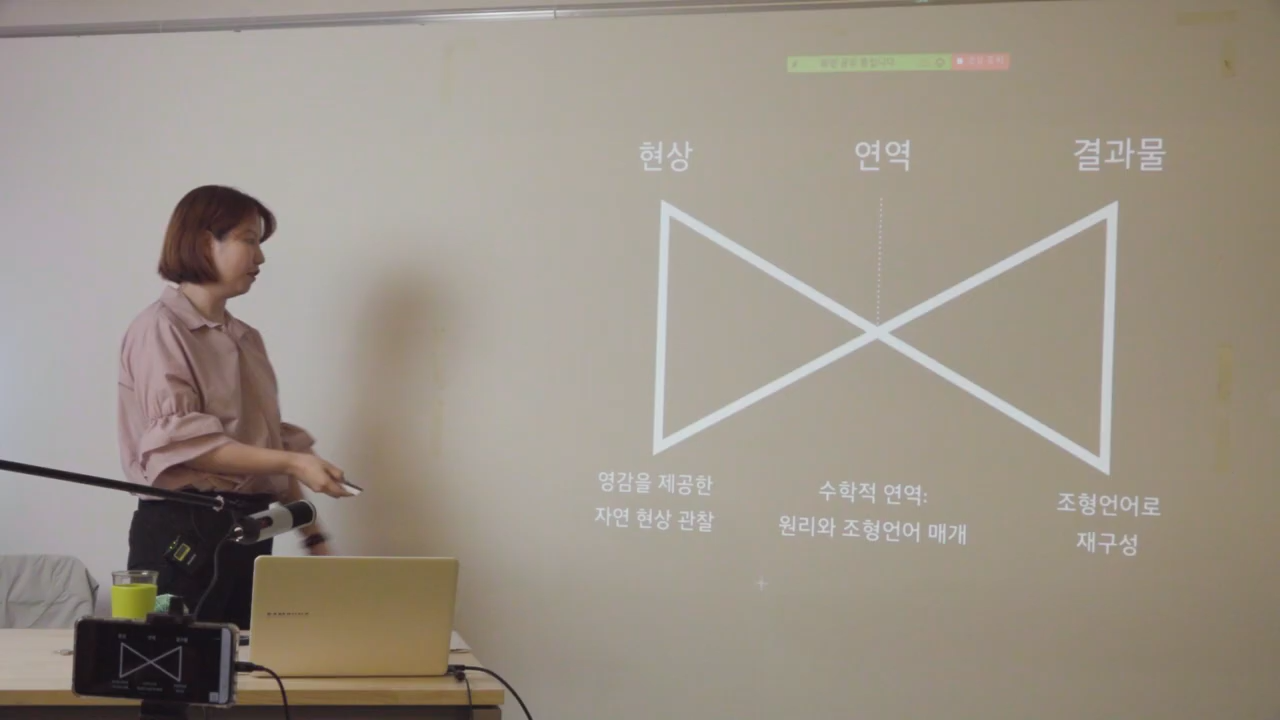 현상
연역
결과물
영감을 제공한
자연 현상 관찰
수학적 연역:
원리와 조형언어 매개
조형언어로
재구성
SAMSUNG